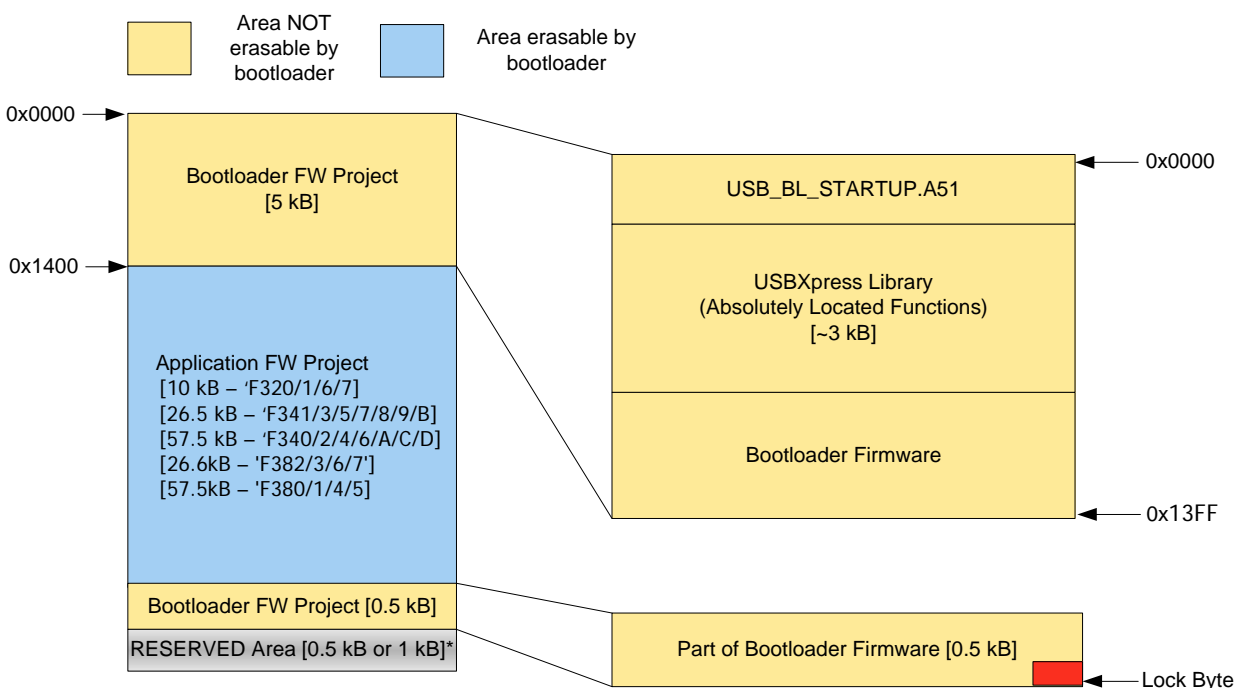 Area NOT
erasable by
bootloader
Area erasable by
bootloader
0x0000
Bootloader FW Project
[5 kB]
0x1400
Application FW Project
[10 kB – ‘F320/1/6/7]
[26.5 kB – ‘F341/3/5/7/8/9/B]
[57.5 kB – ‘F340/2/4/6/A/C/D]
[26.6kB – 'F382/3/6/7']
[57.5kB – 'F380/1/4/5]
Bootloader FW Project [0.5 kB]
RESERVED Area [0.5 kB or 1 kB]*
0x0000
USB_BL_STARTUP.A51
USBXpress Library
(Absolutely Located Functions)
[~3 kB]
Bootloader Firmware
0x13FF
Part of Bootloader Firmware [0.5 kB]
Lock Byte